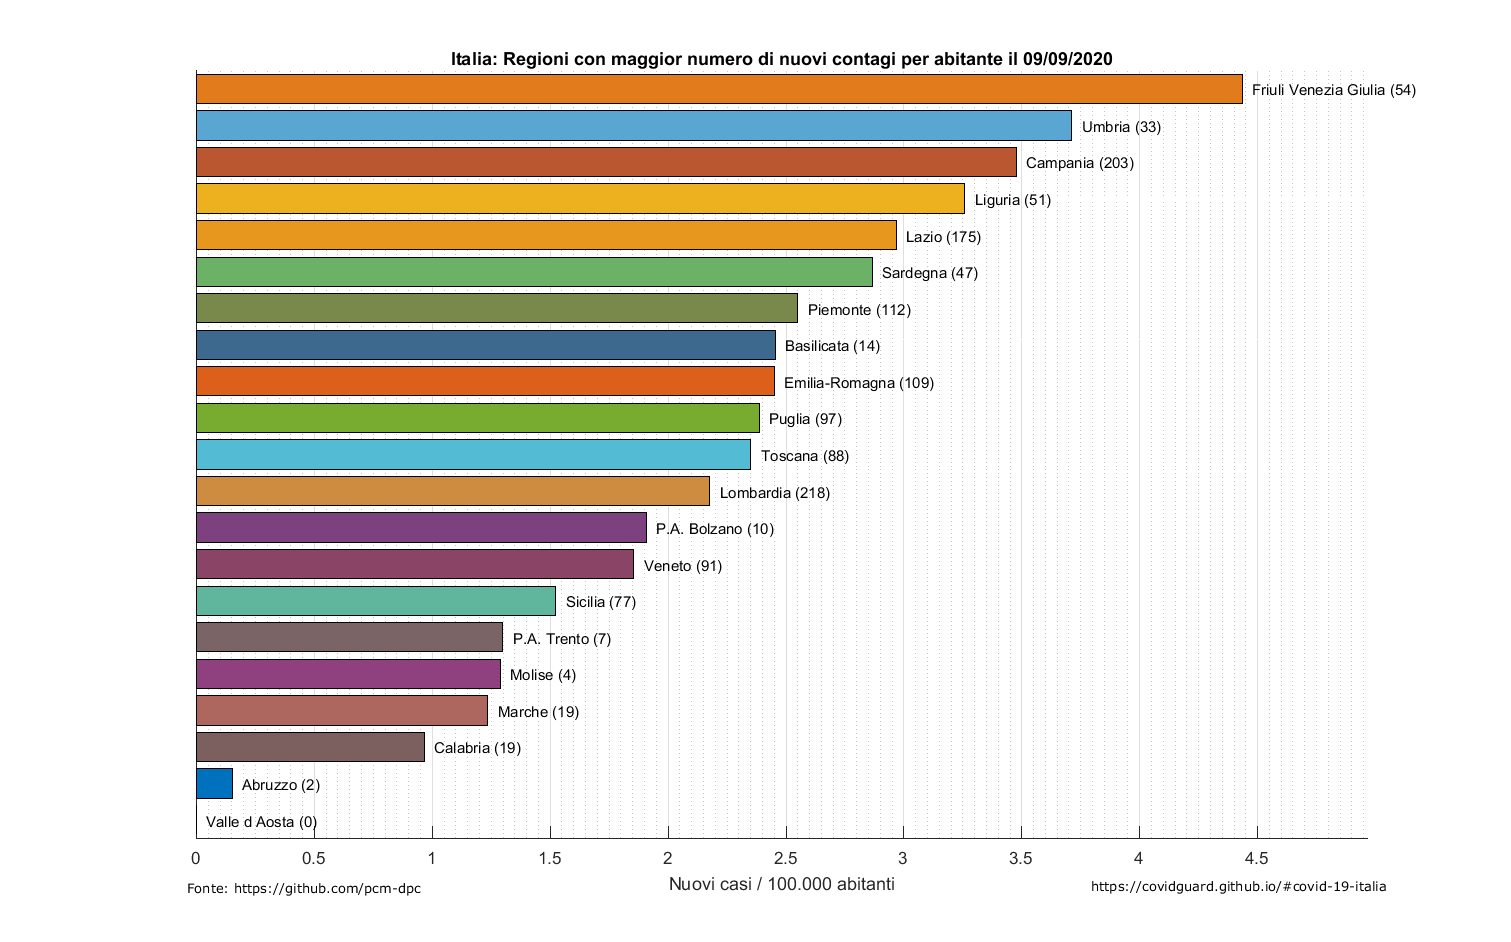 Italia: Regioni con maggior numero di nuovi contagi per abitante il 09/09/2020
Friuli Venezia Giulia (54)
Umbria (33)
Campania (203)
Liguria (51)
Lazio (175)
Sardegna (47)
Piemonte (112)
Basilicata (14)
Emilia-Romagna (109)
Puglia (97)
Toscana (88)
Lombardia (218)
P.A. Bolzano (10)
Veneto (91)
Sicilia (77)
P.A. Trento (7)
Molise (4)
Marche (19)
Calabria (19)
Abruzzo (2)
Valle d Aosta (0)
0 0.5 1 1.5 2 2.5 3 3.5 4 4.5
Nuovi casi / 100.000 abitanti
Fonte: https://github.com/pcm-dpc
https://covidguard.github.io/#covid-19-italia